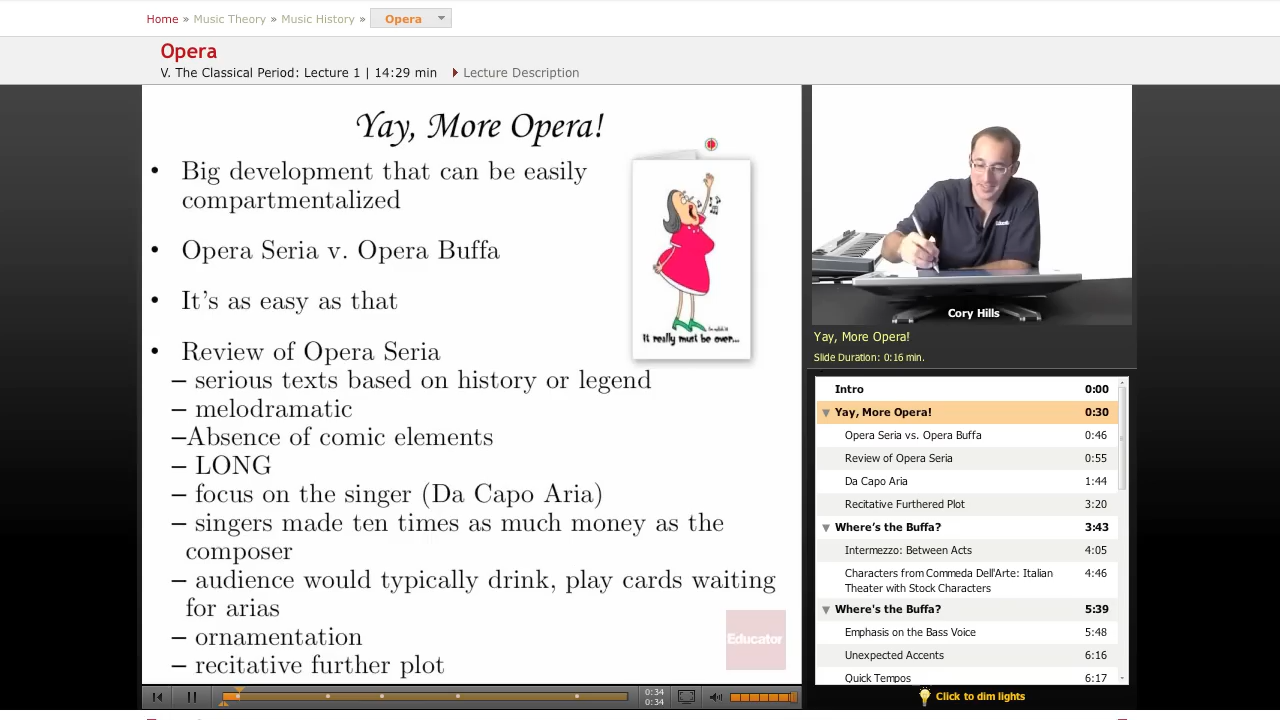 Home » Music Theory » Music History » Opera
Opera
V. The Classical Period: Lecture 1 | 14:29 min Lecture Description
Yay, More Opera!
• Big development that can be easily
compartmentalized
• Opera Seria v. Opera Buffa
• It's as easy as that
• Review of Opera Seria
– serious texts based on history or legend
– melodramatic
–Absence of comic elements
– LONG
– focus on the singer (Da Capo Aria)
– singers made ten times as much money as the
composer
– audience would typically drink, play cards waiting
for arias
– ornamentation
– recitative further plot
It really must be over...
Educator
0:34
0:34
Cory Hills
Yay, More Opera!
Slide Duration: 0:16 min.
Intro 0:00
Yay, More Opera! 0:30
Opera Seria vs. Opera Buffa 0:46
Review of Opera Seria 0:55
Da Capo Aria 1:44
Recitative Furthered Plot 3:20
Where's the Buffa? 3:43
Intermezzo: Between Acts 4:05
Characters from Commeda Dell'Arte: Italian 4:46
Theater with Stock Characters
Where's the Buffa? 5:39
Emphasis on the Bass Voice 5:48
Unexpected Accents 6:16
Quick Tempos 6:17
Click to dim lights